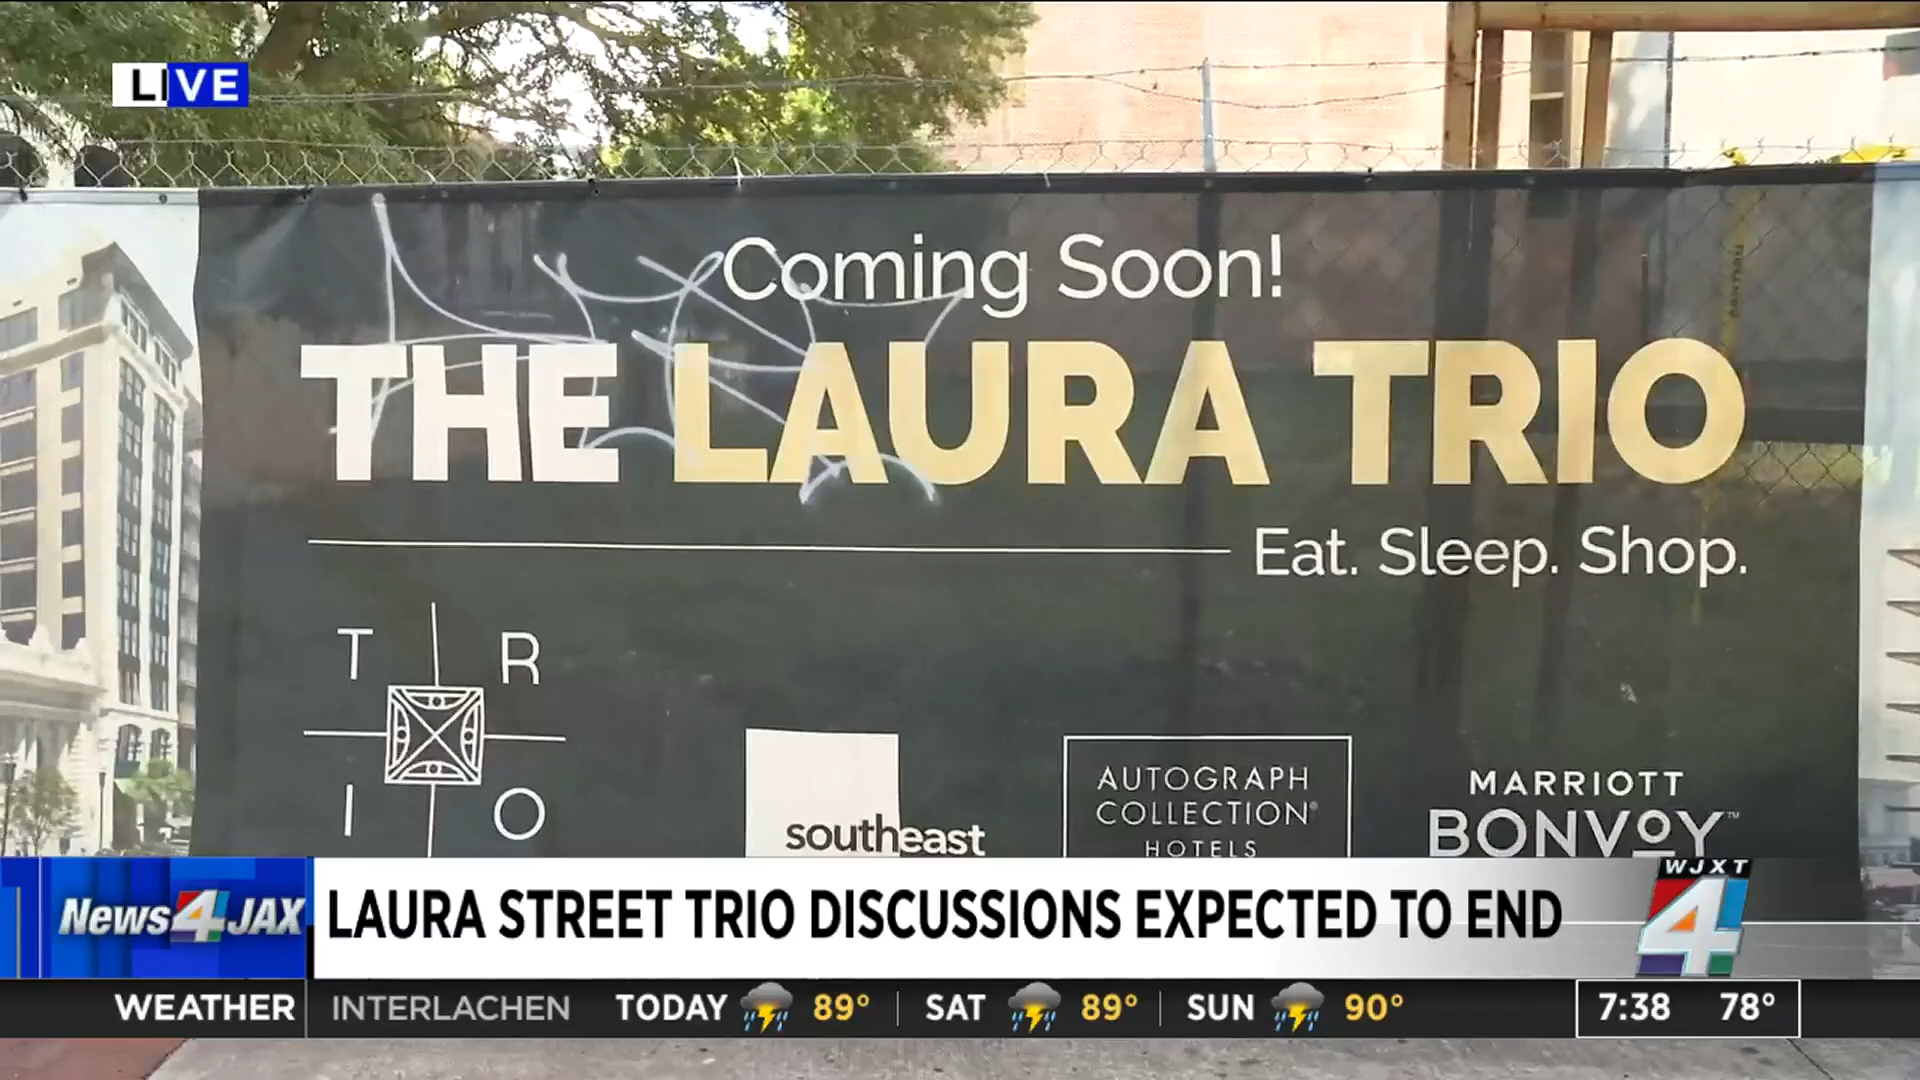 LIVE
Coming Soon!
THE LAURA TRIO
Eat. Sleep. Shop.
T R
I O
southeast
AUTOGRAPH
COLLECTION®
HOTELS
MARRIOTT
BONVOY™
WJXT
4
News4JAX
LAURA STREET TRIO DISCUSSIONS EXPECTED TO END
WEATHER INTERLACHEN TODAY 89° SAT 89° SUN 90° 7:38 78°